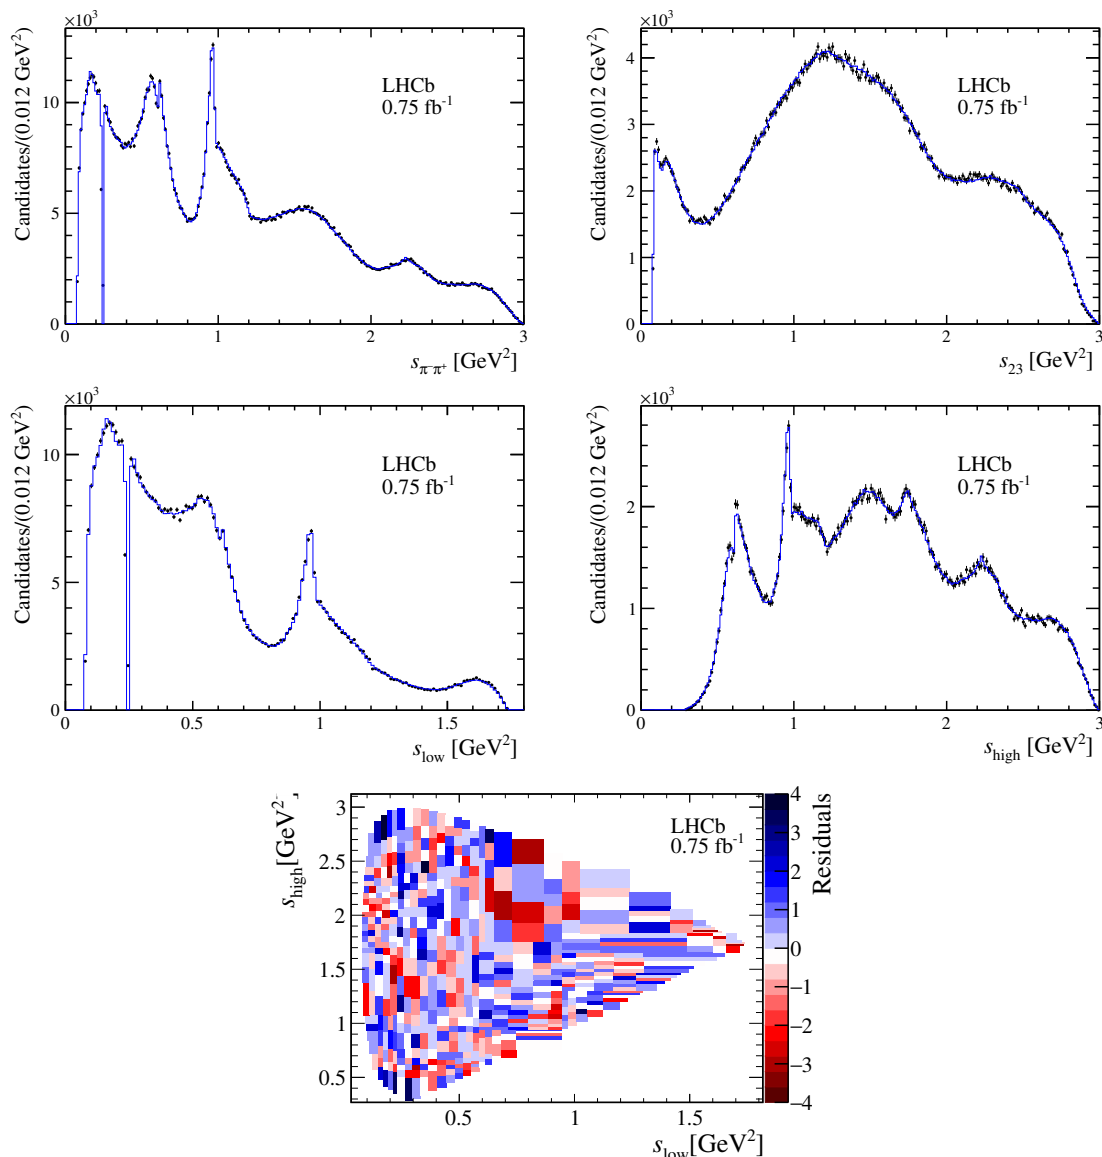 ×10³
Candidates/(0.012 GeV²)
10
5
0
LHCb
0.75 fb⁻¹
0 1 2 3
s_π⁻π⁺ [GeV²]
×10³
Candidates/(0.012 GeV²)
4
3
2
1
0
LHCb
0.75 fb⁻¹
0 1 2 3
s₂₃ [GeV²]
×10³
Candidates/(0.012 GeV²)
10
5
0
LHCb
0.75 fb⁻¹
0 0.5 1 1.5
s_low [GeV²]
×10³
Candidates/(0.012 GeV²)
2
1
0
LHCb
0.75 fb⁻¹
0 1 2 3
s_high [GeV²]
s_high[GeV²]
3
2.5
2
1.5
1
0.5
LHCb
0.75 fb⁻¹
0.5 1 1.5
s_low[GeV²]
4
3
2
1
0
−1
−2
−3
−4
Residuals